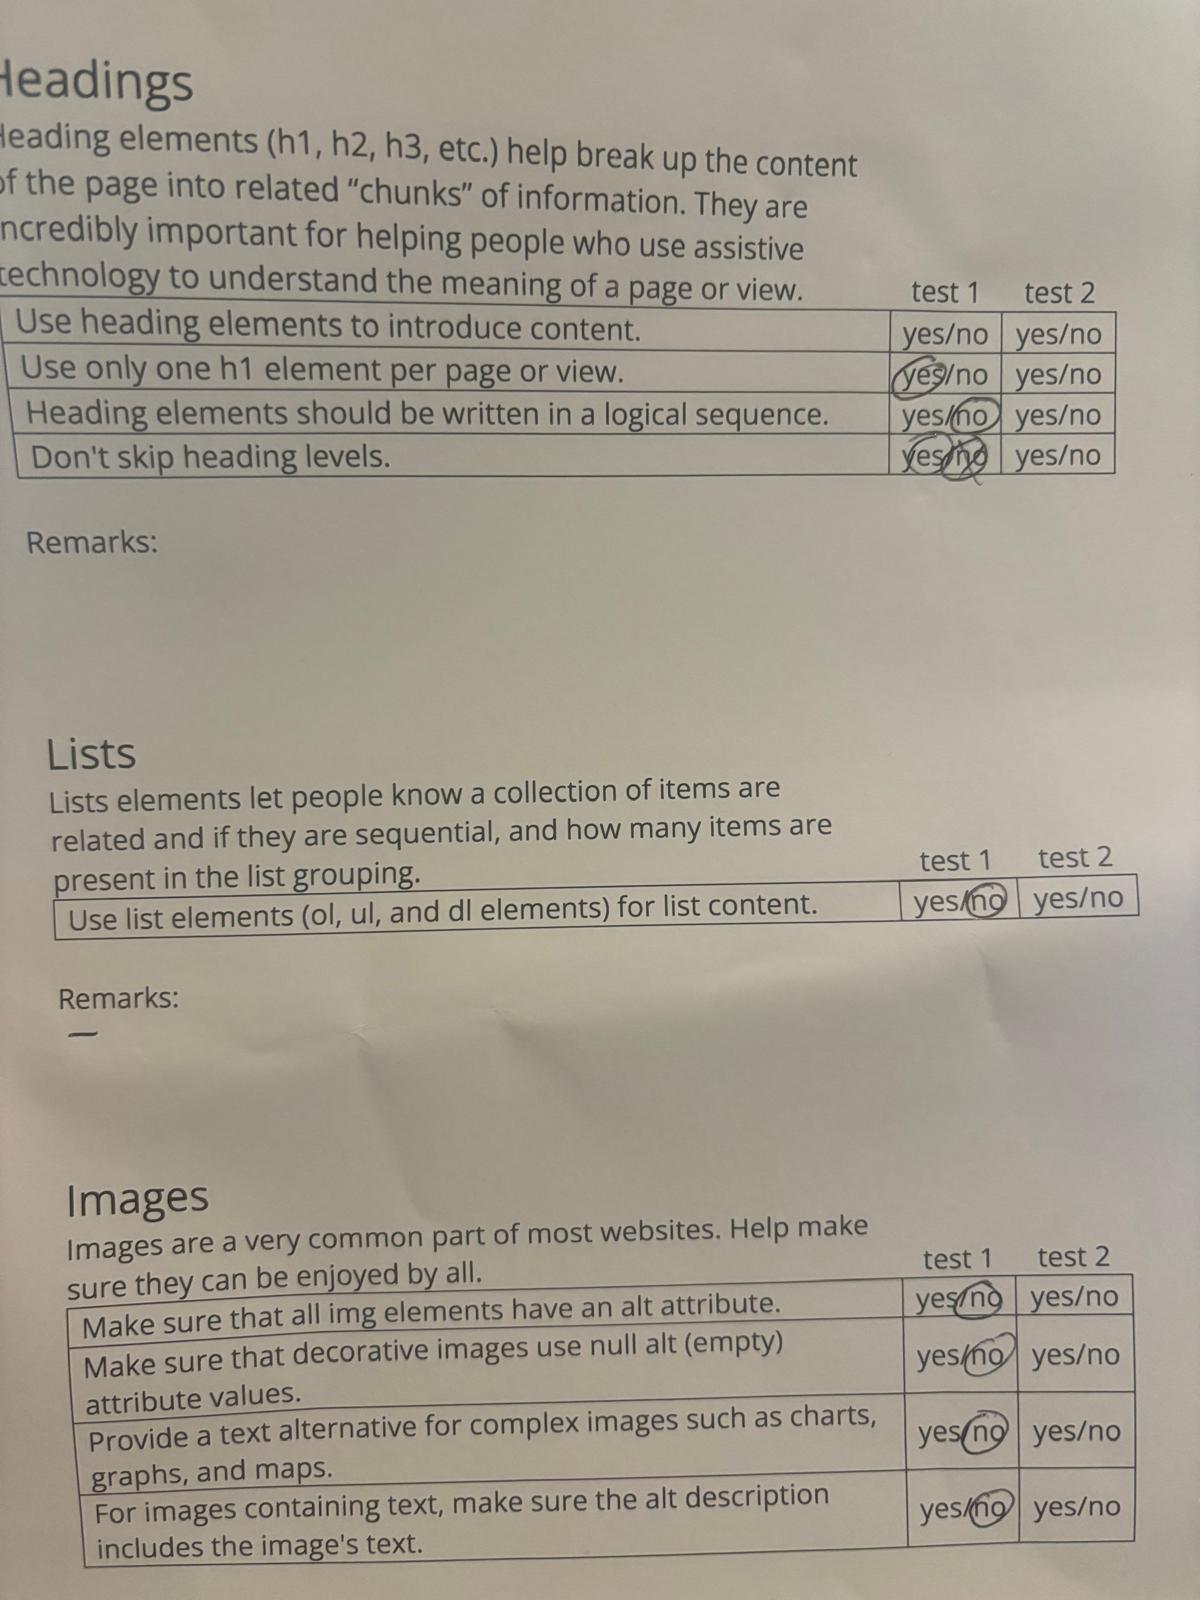 Headings
Heading elements (h1, h2, h3, etc.) help break up the content
of the page into related “chunks” of information. They are
incredibly important for helping people who use assistive
technology to understand the meaning of a page or view.
test 1 test 2
Use heading elements to introduce content. yes/no yes/no
Use only one h1 element per page or view. yes/no yes/no
Heading elements should be written in a logical sequence. yes/no yes/no
Don't skip heading levels. yes/no yes/no
Remarks:
Lists
Lists elements let people know a collection of items are
related and if they are sequential, and how many items are
present in the list grouping.
test 1 test 2
Use list elements (ol, ul, and dl elements) for list content. yes/no yes/no
Remarks:
—
Images
Images are a very common part of most websites. Help make
sure they can be enjoyed by all.
test 1 test 2
Make sure that all img elements have an alt attribute. yes/no yes/no
Make sure that decorative images use null alt (empty)
attribute values. yes/no yes/no
Provide a text alternative for complex images such as charts,
graphs, and maps. yes/no yes/no
For images containing text, make sure the alt description
includes the image's text. yes/no yes/no